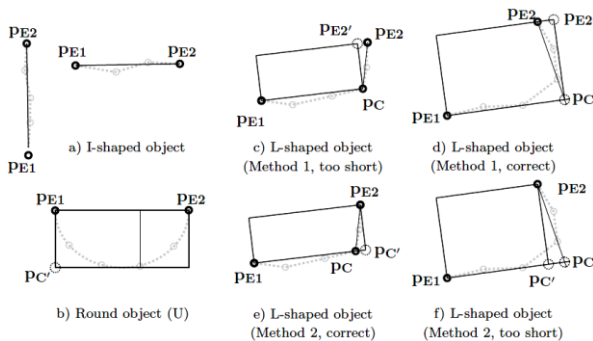 pE2
pE1
pE1 pE2
a) I-shaped object
pE2′ pE2
pE1
pC
c) L-shaped object
(Method 1, too short)
pE2
pE2
pE1
pC
d) L-shaped object
(Method 1, correct)
pE1 pE2
pC′
b) Round object (U)
pE2
pE1
pC
pC′
e) L-shaped object
(Method 2, correct)
pE2
pE1
pC′
pC
f) L-shaped object
(Method 2, too short)